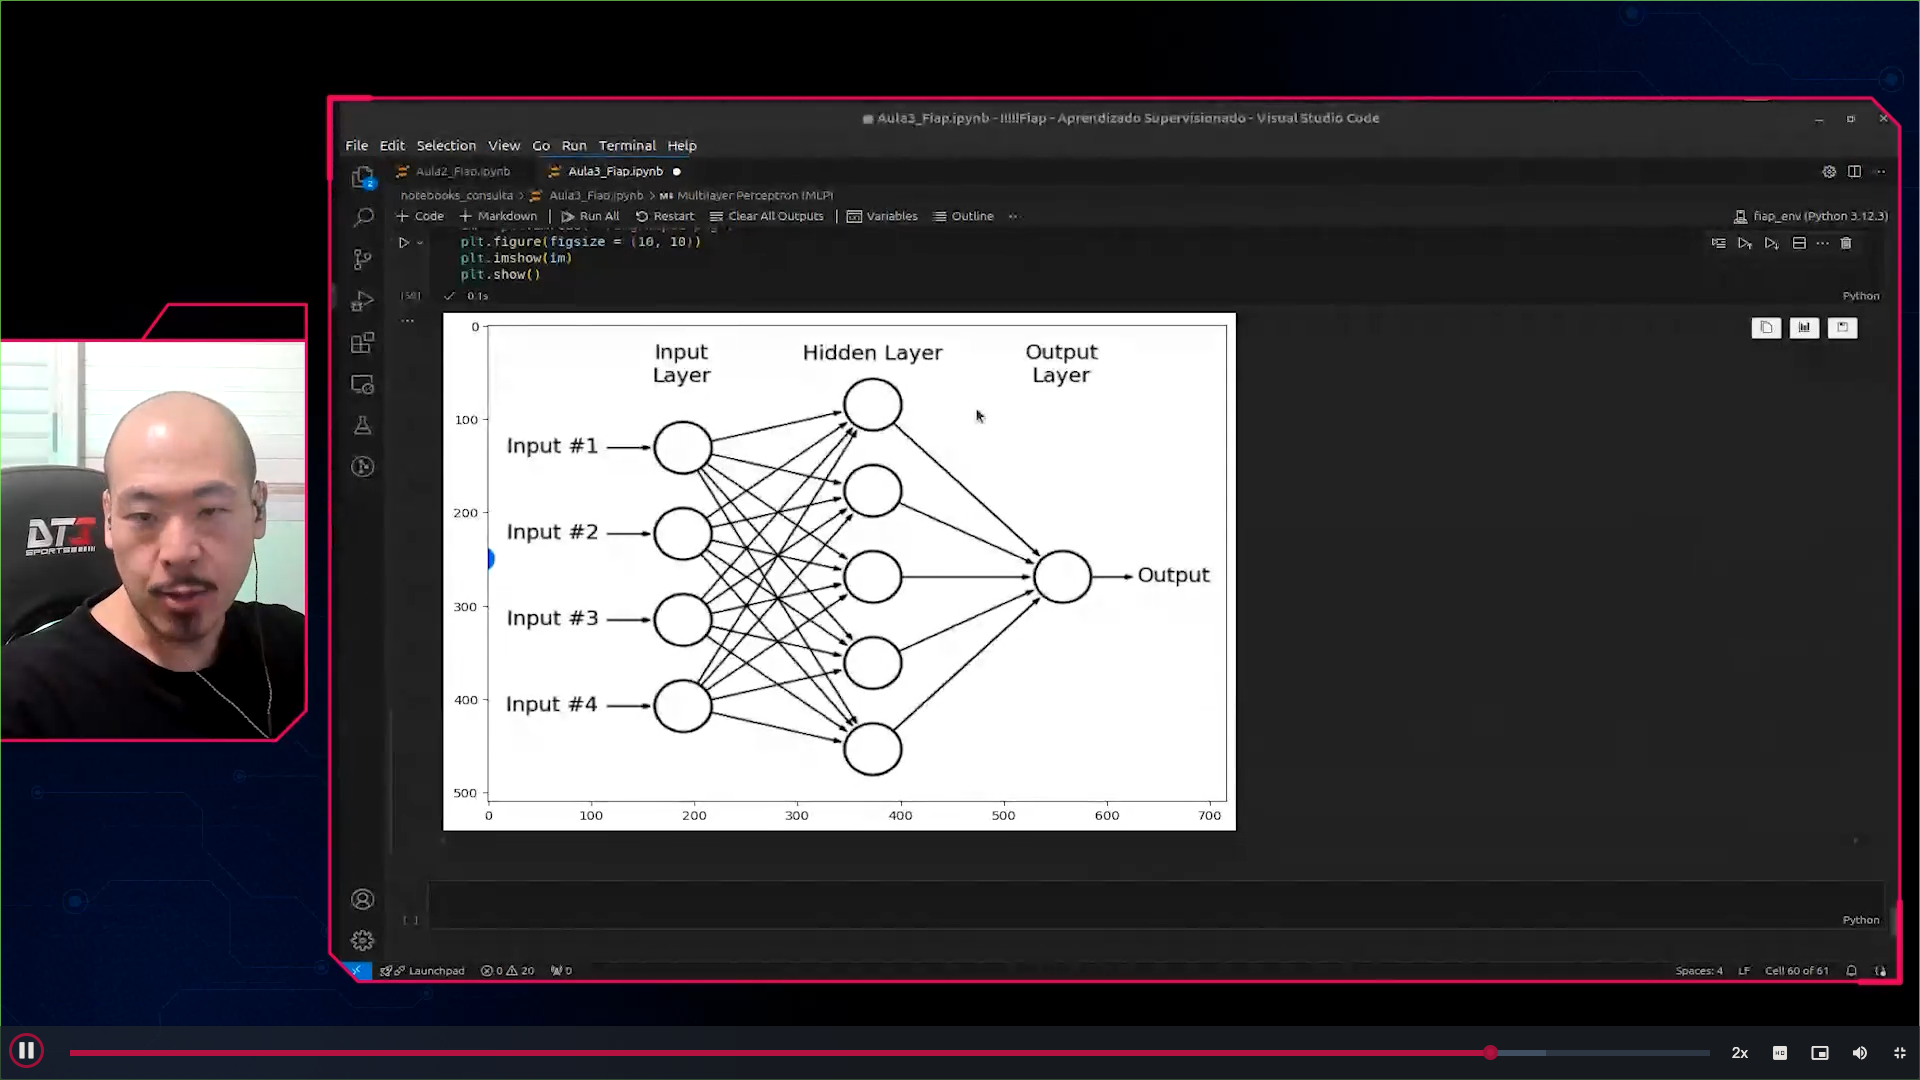 Aula3_Fiap.ipynb - !!!!Fiap - Aprendizado Supervisionado - Visual Studio Code
File Edit Selection View Go Run Terminal Help
Aula2_Fiap.ipynb
Aula3_Fiap.ipynb
notebooks_consulta > Aula3_Fiap.ipynb > M↓ Multilayer Perceptron (MLP)
+ Code + Markdown Run All Restart Clear All Outputs Variables Outline ...
fiap_env (Python 3.12.3)
2
plt.figure(figsize = (10, 10))
plt.imshow(im)
plt.show()
[58] 0.1s
Python
Input Layer
Hidden Layer
Output Layer
Input #1
Input #2
Input #3
Input #4
Output
0
100
200
300
400
500
0 100 200 300 400 500 600 700
DT3
SPORTS
[ ]
Python
Launchpad 0 20 0
Spaces: 4 LF Cell 60 of 61
2x
HD